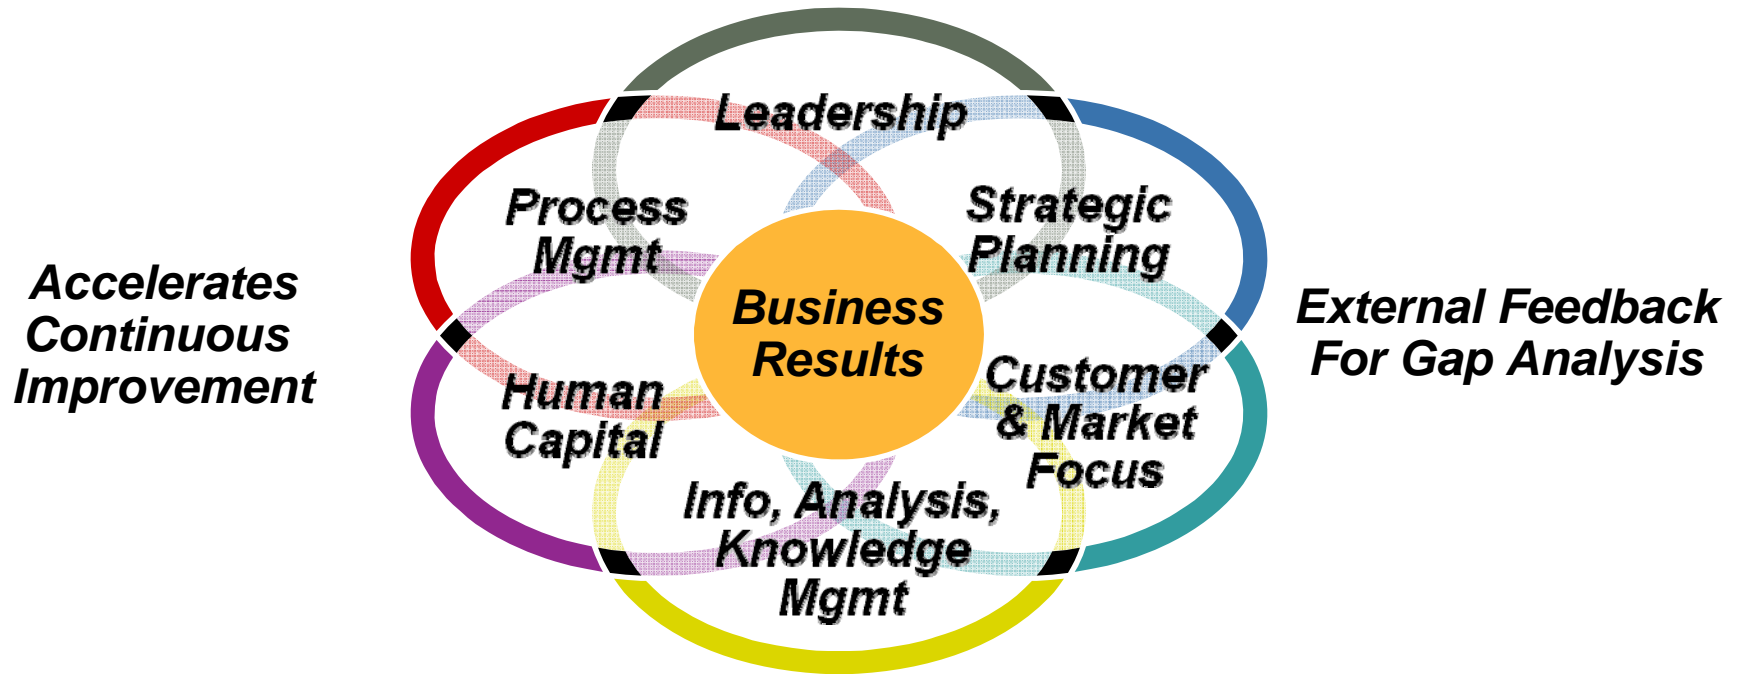 Leadership
Process
Mgmt
Strategic
Planning
Accelerates
Continuous
Improvement
Business
Results
External Feedback
For Gap Analysis
Human
Capital
Customer
& Market
Focus
Info, Analysis,
Knowledge
Mgmt